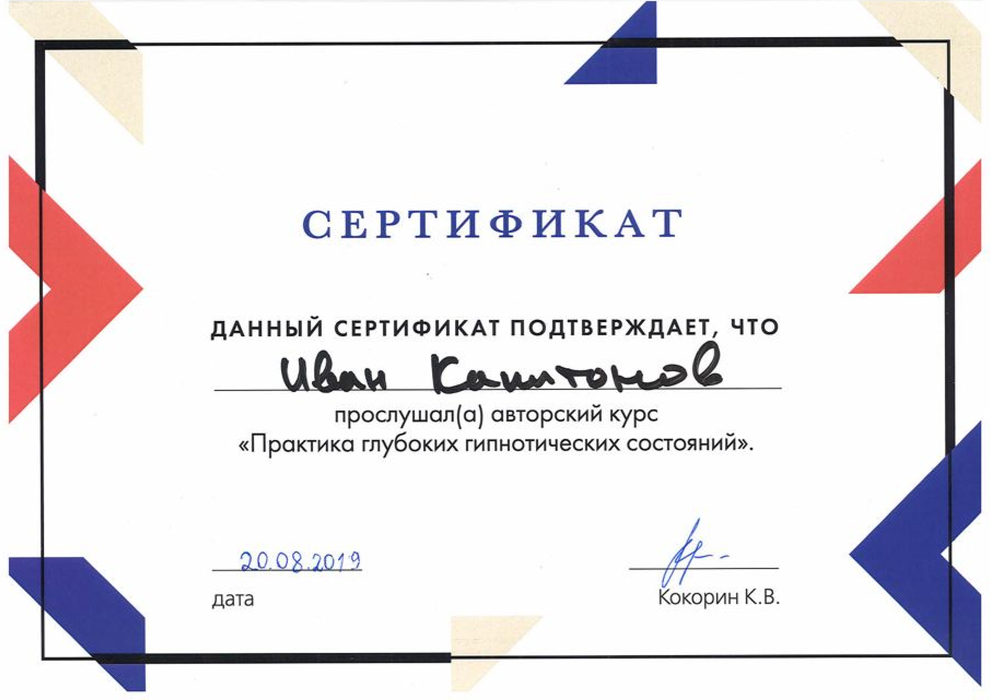 СЕРТИФИКАТ
ДАННЫЙ СЕРТИФИКАТ ПОДТВЕРЖДАЕТ, ЧТО
Иван Капитонов
прослушал(а) авторский курс
«Практика глубоких гипнотических состояний».
20.08.2019
дата
Кокорин К.В.